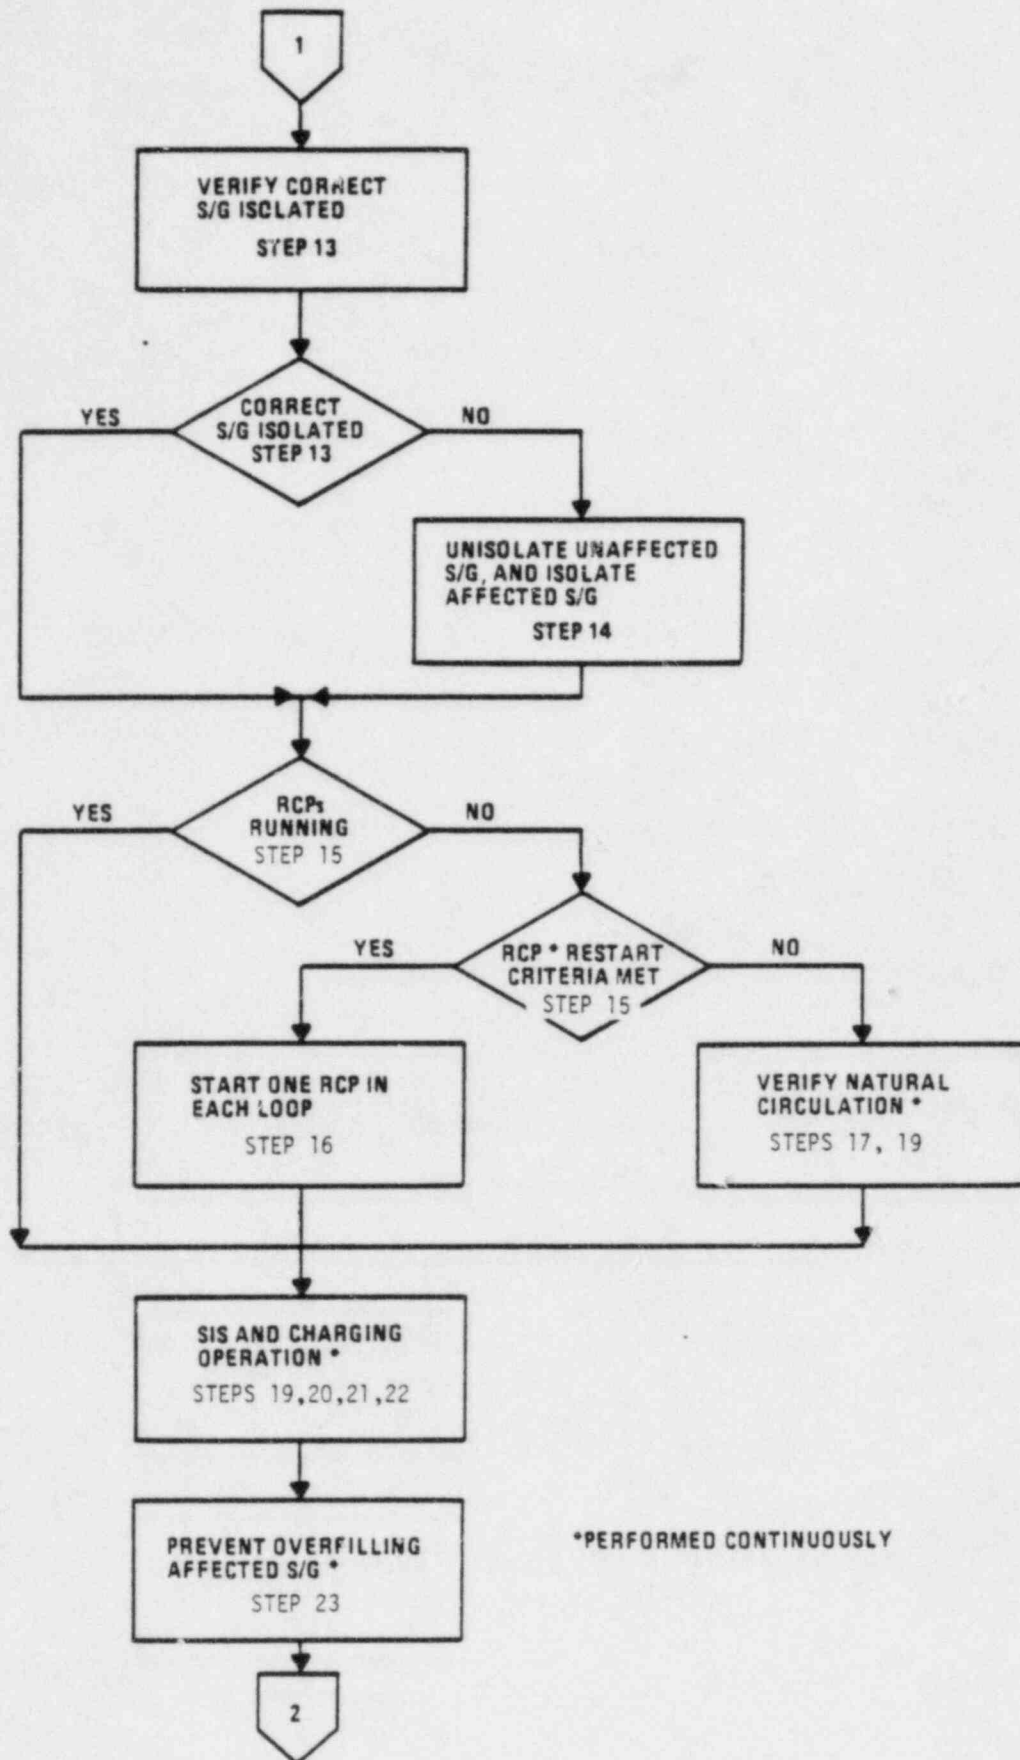 1
VERIFY CORRECT
S/G ISOLATED
STEP 13
CORRECT
S/G ISOLATED
STEP 13
YES
NO
UNISOLATE UNAFFECTED
S/G, AND ISOLATE
AFFECTED S/G
STEP 14
RCPs
RUNNING
STEP 15
YES
NO
RCP * RESTART
CRITERIA MET
STEP 15
YES
NO
START ONE RCP IN
EACH LOOP
STEP 16
VERIFY NATURAL
CIRCULATION *
STEPS 17, 19
SIS AND CHARGING
OPERATION *
STEPS 19,20,21,22
PREVENT OVERFILLING
AFFECTED S/G *
STEP 23
*PERFORMED CONTINUOUSLY
2